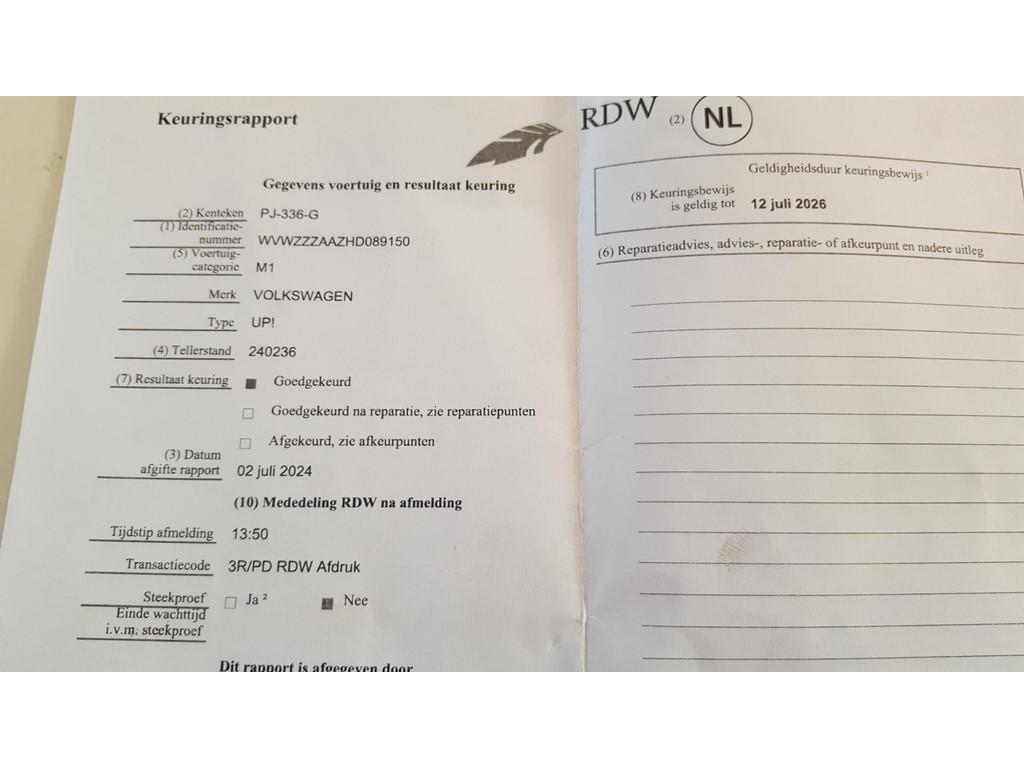 Keuringsrapport
Gegevens voertuig en resultaat keuring
(2) Kenteken PJ-336-G
(1) Identificatie-
nummer WVWZZZAAZHD089150
(5) Voertuig-
categorie M1
Merk VOLKSWAGEN
Type UP!
(4) Tellerstand 240236
(7) Resultaat keuring Goedgekeurd
Goedgekeurd na reparatie, zie reparatiepunten
Afgekeurd, zie afkeurpunten
(3) Datum
afgifte rapport 02 juli 2024
(10) Mededeling RDW na afmelding
Tijdstip afmelding 13:50
Transactiecode 3R/PD RDW Afdruk
Steekproef Ja ² Nee
Einde wachttijd
i.v.m. steekproef
Dit rapport is afgegeven door
RDW (2) NL
Geldigheidsduur keuringsbewijs ¹
(8) Keuringsbewijs
is geldig tot 12 juli 2026
(6) Reparatieadvies, advies-, reparatie- of afkeurpunt en nadere uitleg